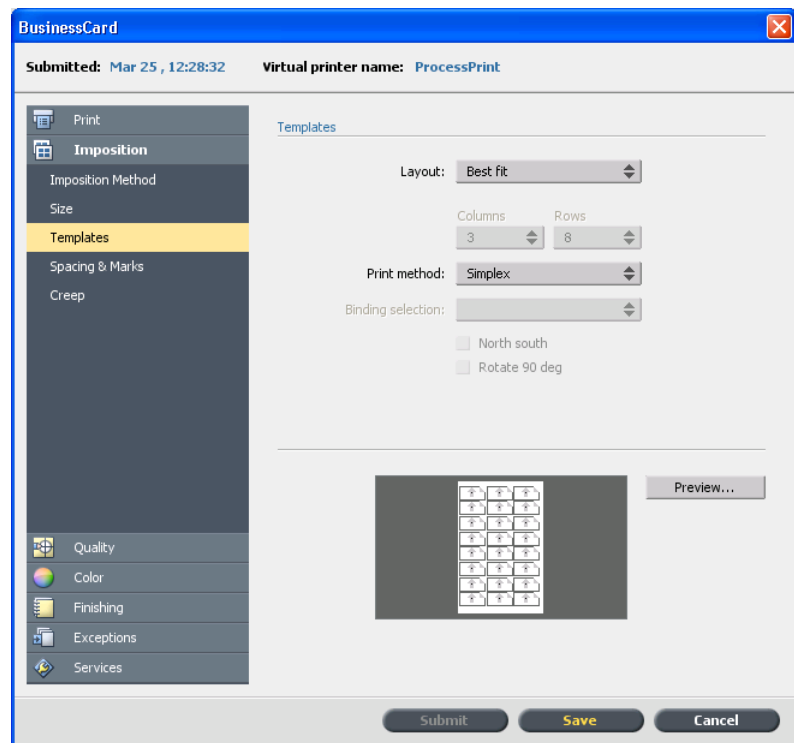 BusinessCard
Submitted: Mar 25 , 12:28:32 Virtual printer name: ProcessPrint
Print
Imposition
Imposition Method
Size
Templates
Spacing & Marks
Creep
Quality
Color
Finishing
Exceptions
Services
Templates
Layout: Best fit
Columns Rows
3 8
Print method: Simplex
Binding selection:
North south
Rotate 90 deg
Preview...
Submit Save Cancel